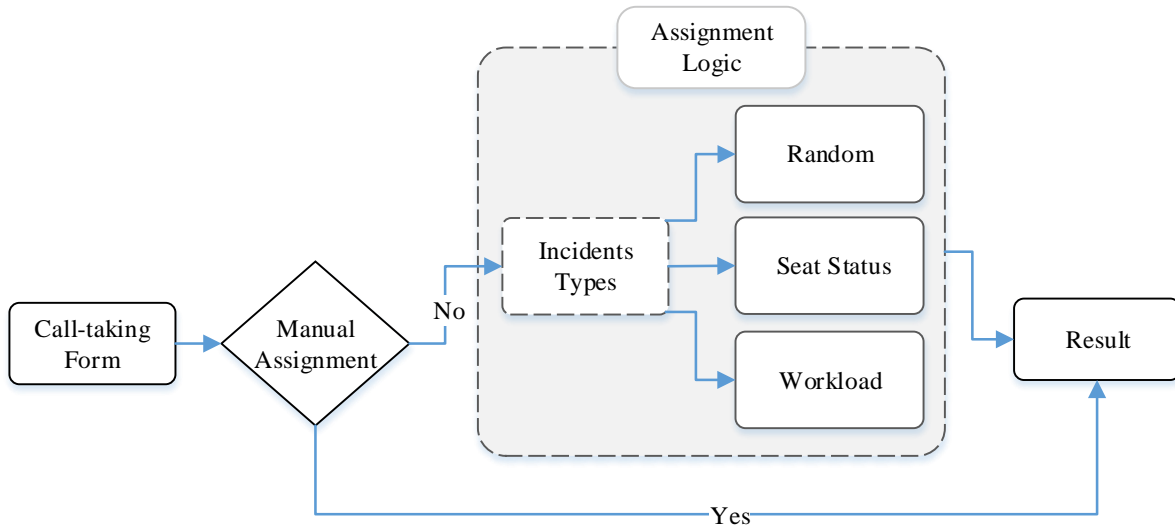 Assignment
Logic
Random
Incidents
Types
Seat Status
No
Call-taking
Form
Manual
Assignment
Result
Workload
Yes